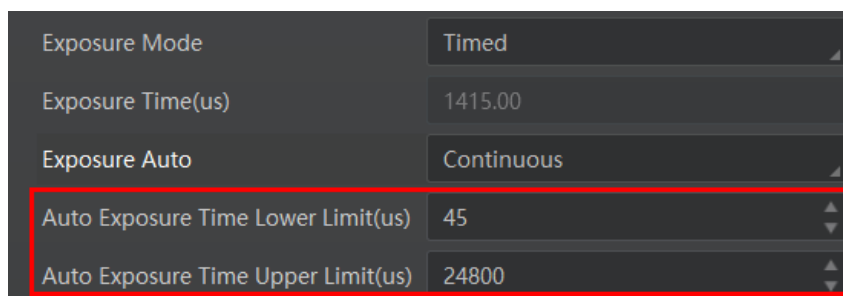 Exposure Mode Timed
Exposure Time(us) 1415.00
Exposure Auto Continuous
Auto Exposure Time Lower Limit(us) 45
Auto Exposure Time Upper Limit(us) 24800